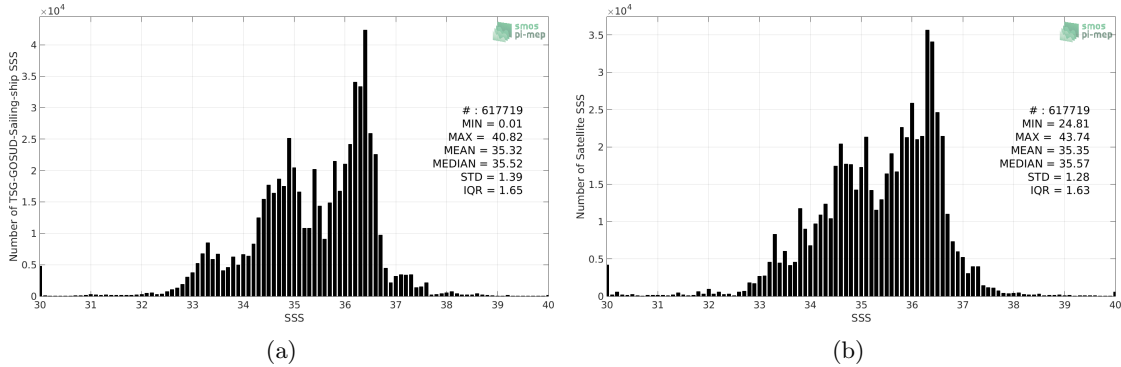 ×10⁴
Number of TSG-GOSUD-Sailing-ship SSS
4
3.5
3
2.5
2
1.5
1
0.5
0
30 31 32 33 34 35 36 37 38 39 40
SSS
smos
pi-mep
# : 617719
MIN = 0.01
MAX = 40.82
MEAN = 35.32
MEDIAN = 35.52
STD = 1.39
IQR = 1.65
(a)
×10⁴
Number of Satellite SSS
3.5
3
2.5
2
1.5
1
0.5
0
30 31 32 33 34 35 36 37 38 39 40
SSS
smos
pi-mep
# : 617719
MIN = 24.81
MAX = 43.74
MEAN = 35.35
MEDIAN = 35.57
STD = 1.28
IQR = 1.63
(b)